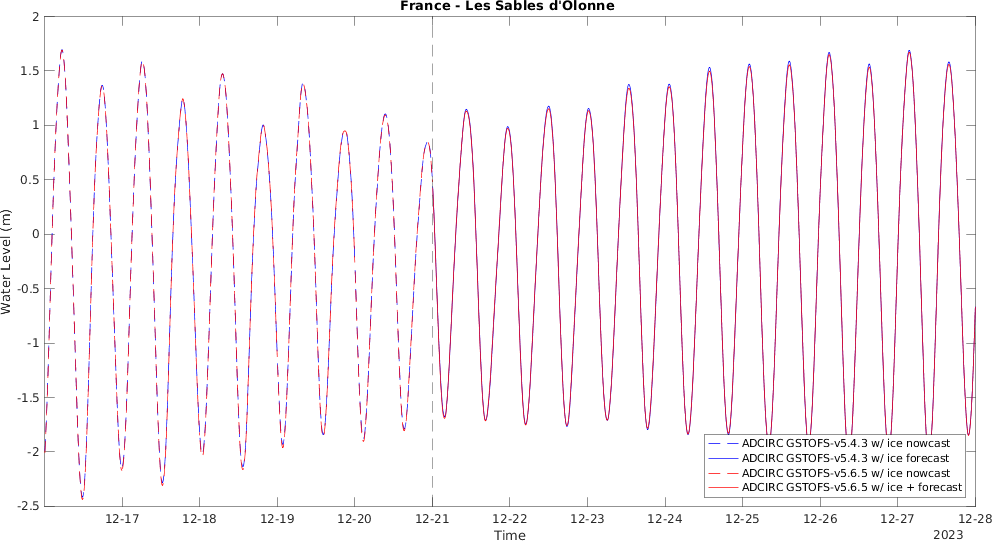 France - Les Sables d'Olonne
2
1.5
1
0.5
0
-0.5
-1
-1.5
-2
-2.5
Water Level (m)
ADCIRC GSTOFS-v5.4.3 w/ ice nowcast
ADCIRC GSTOFS-v5.4.3 w/ ice forecast
ADCIRC GSTOFS-v5.6.5 w/ ice nowcast
ADCIRC GSTOFS-v5.6.5 w/ ice + forecast
12-17 12-18 12-19 12-20 12-21 12-22 12-23 12-24 12-25 12-26 12-27 12-28
Time
2023